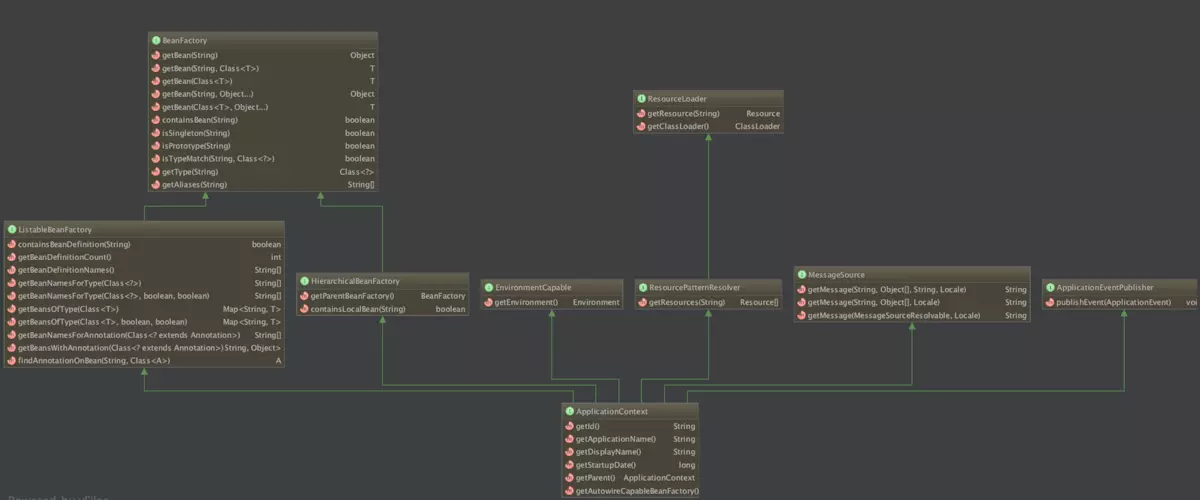 BeanFactory
getBean(String) Object
getBean(String, Class<T>) T
getBean(Class<T>) T
getBean(String, Object...) Object
getBean(Class<T>, Object...) T
containsBean(String) boolean
isSingleton(String) boolean
isPrototype(String) boolean
isTypeMatch(String, Class<?>) boolean
getType(String) Class<?>
getAliases(String) String[]
ResourceLoader
getResource(String) Resource
getClassLoader() ClassLoader
ListableBeanFactory
containsBeanDefinition(String) boolean
getBeanDefinitionCount() int
getBeanDefinitionNames() String[]
getBeanNamesForType(Class<?>) String[]
getBeanNamesForType(Class<?>, boolean, boolean) String[]
getBeansOfType(Class<T>) Map<String, T>
getBeansOfType(Class<T>, boolean, boolean) Map<String, T>
getBeanNamesForAnnotation(Class<? extends Annotation>) String[]
getBeansWithAnnotation(Class<? extends Annotation>) String, Object>
findAnnotationOnBean(String, Class<A>) A
HierarchicalBeanFactory
getParentBeanFactory() BeanFactory
containsLocalBean(String) boolean
EnvironmentCapable
getEnvironment() Environment
ResourcePatternResolver
getResources(String) Resource[]
MessageSource
getMessage(String, Object[], String, Locale) String
getMessage(String, Object[], Locale) String
getMessage(MessageSourceResolvable, Locale) String
ApplicationEventPublisher
publishEvent(ApplicationEvent) voi
ApplicationContext
getId() String
getApplicationName() String
getDisplayName() String
getStartupDate() long
getParent() ApplicationContext
getAutowireCapableBeanFactory()
Powered by yFiles